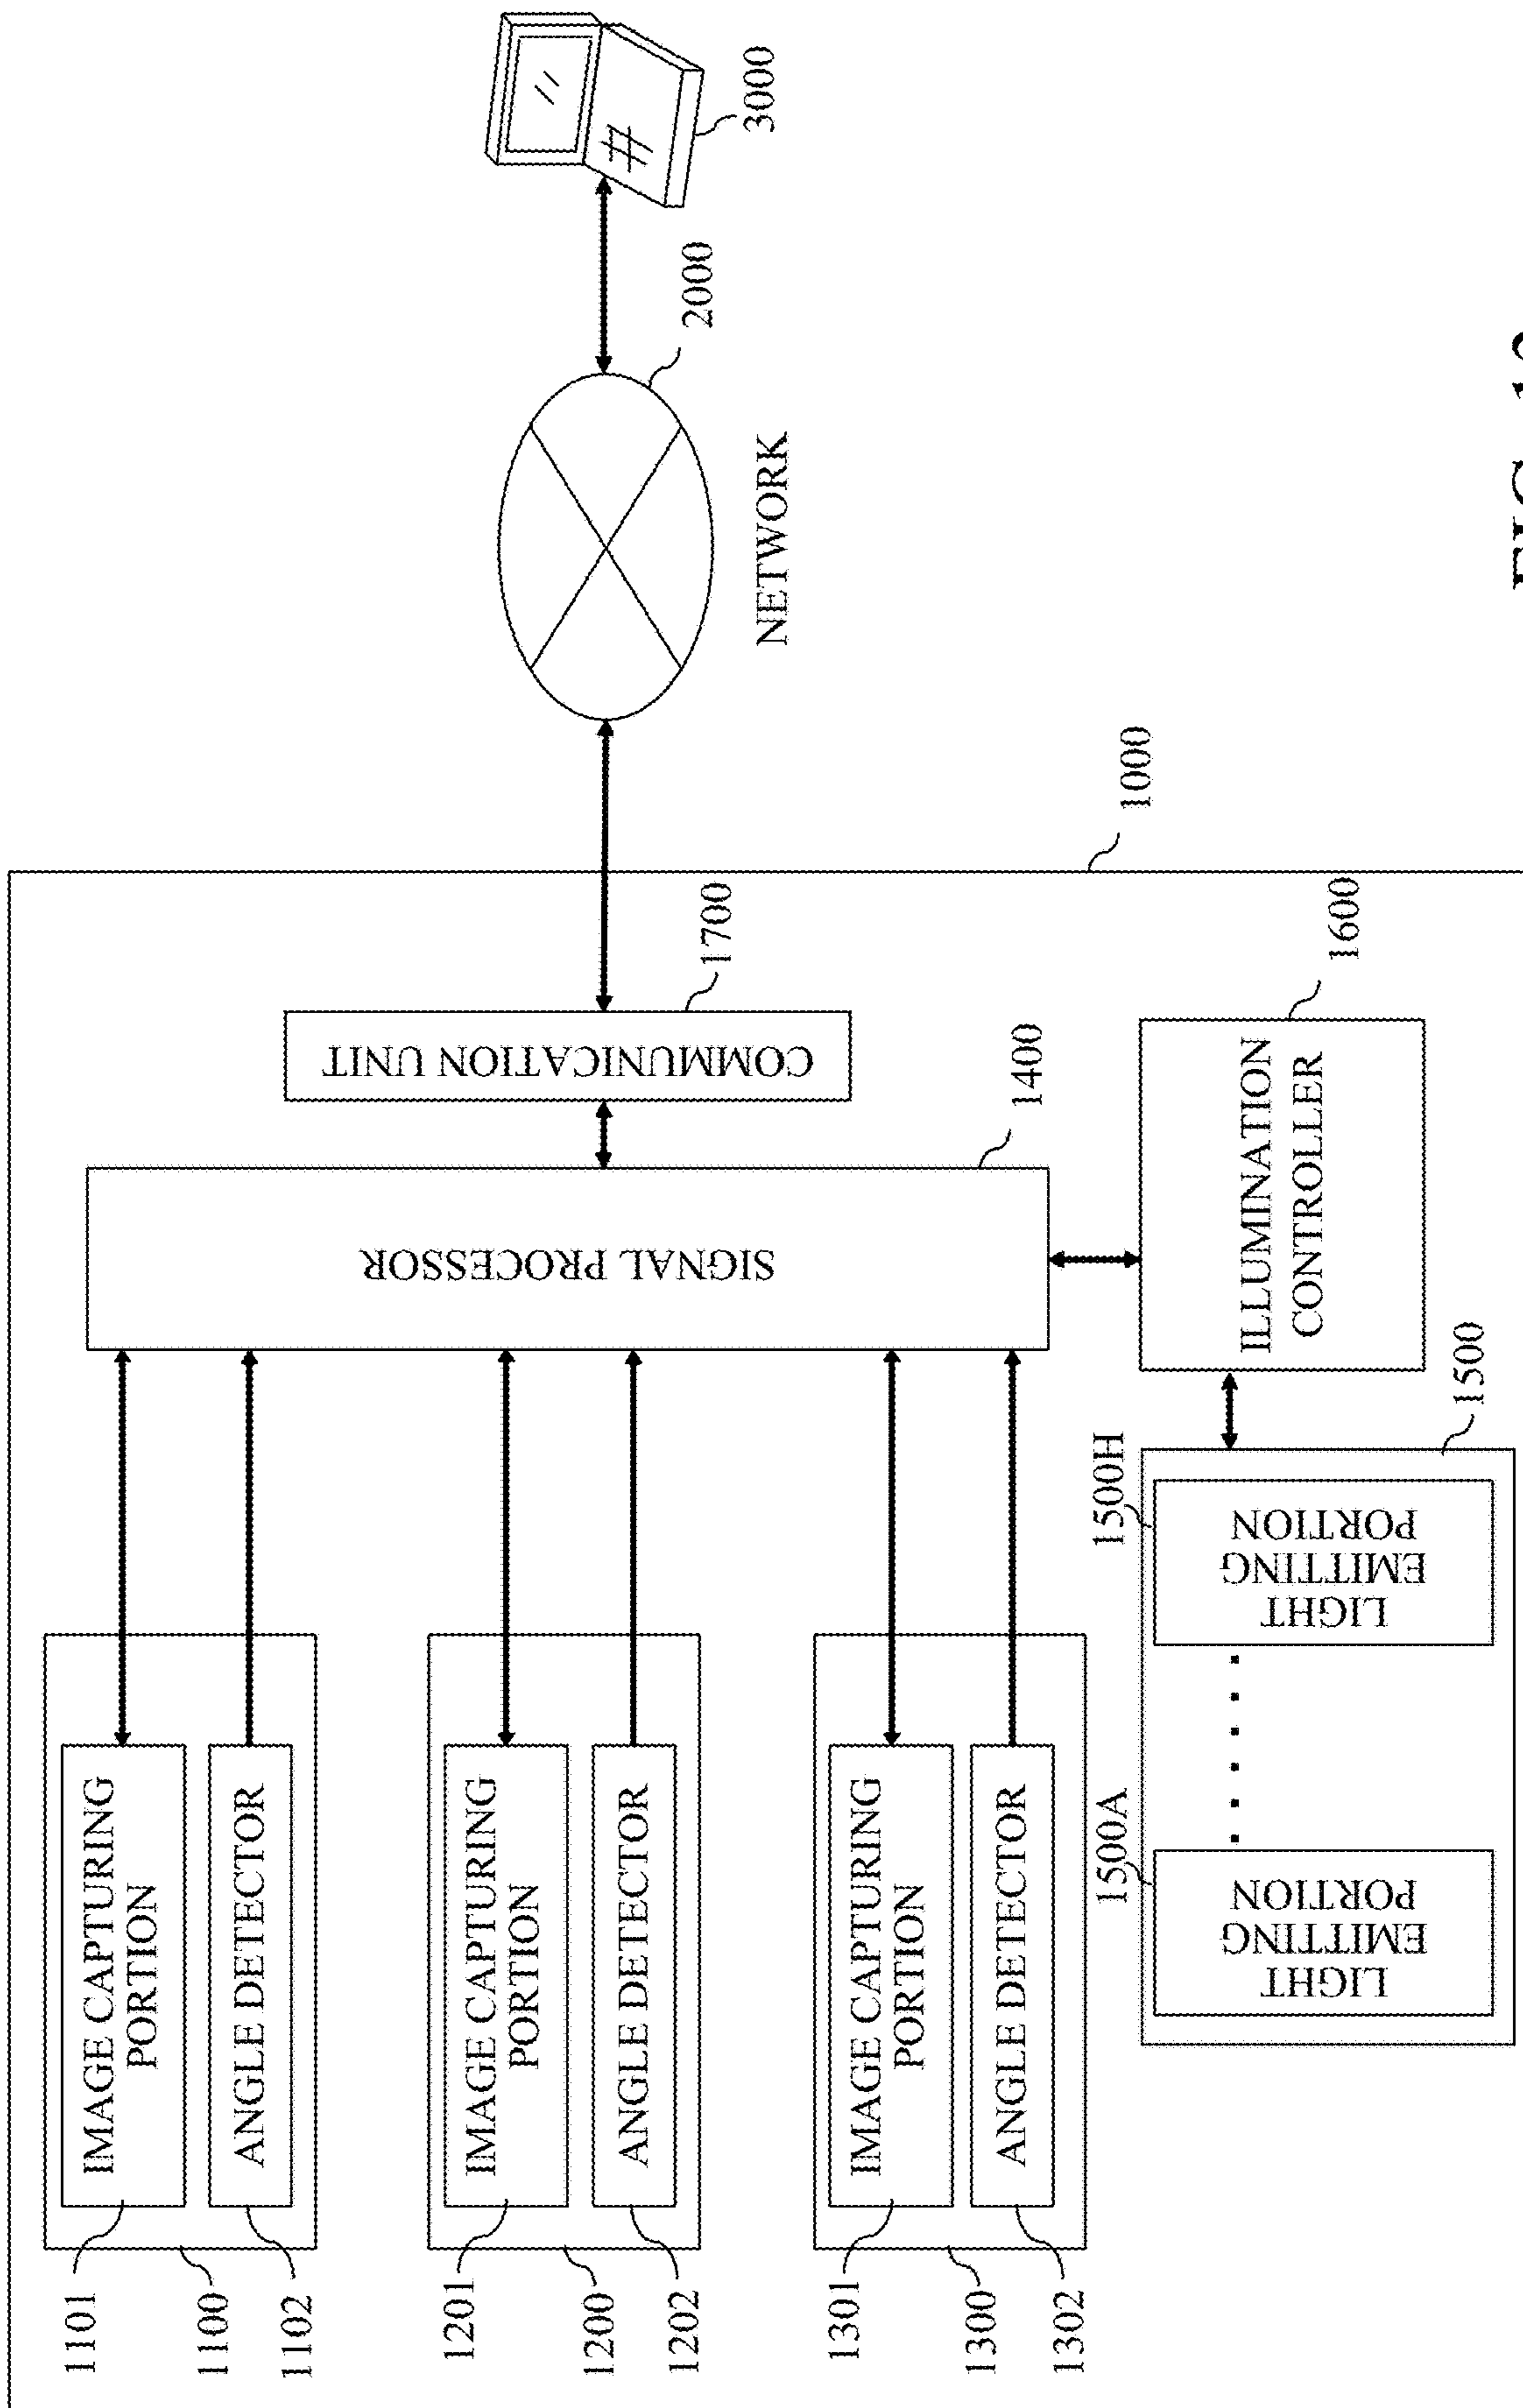 1101
IMAGE CAPTURING
PORTION
1100
ANGLE DETECTOR
1102
1201
IMAGE CAPTURING
PORTION
1200
ANGLE DETECTOR
1202
1301
IMAGE CAPTURING
PORTION
1300
ANGLE DETECTOR
1302
SIGNAL PROCESSOR
1400
COMMUNICATION UNIT
1700
1500A
LIGHT
EMITTING
PORTION
1500H
LIGHT
EMITTING
PORTION
1500
ILLUMINATION
CONTROLLER
1600
1000
NETWORK
2000
3000